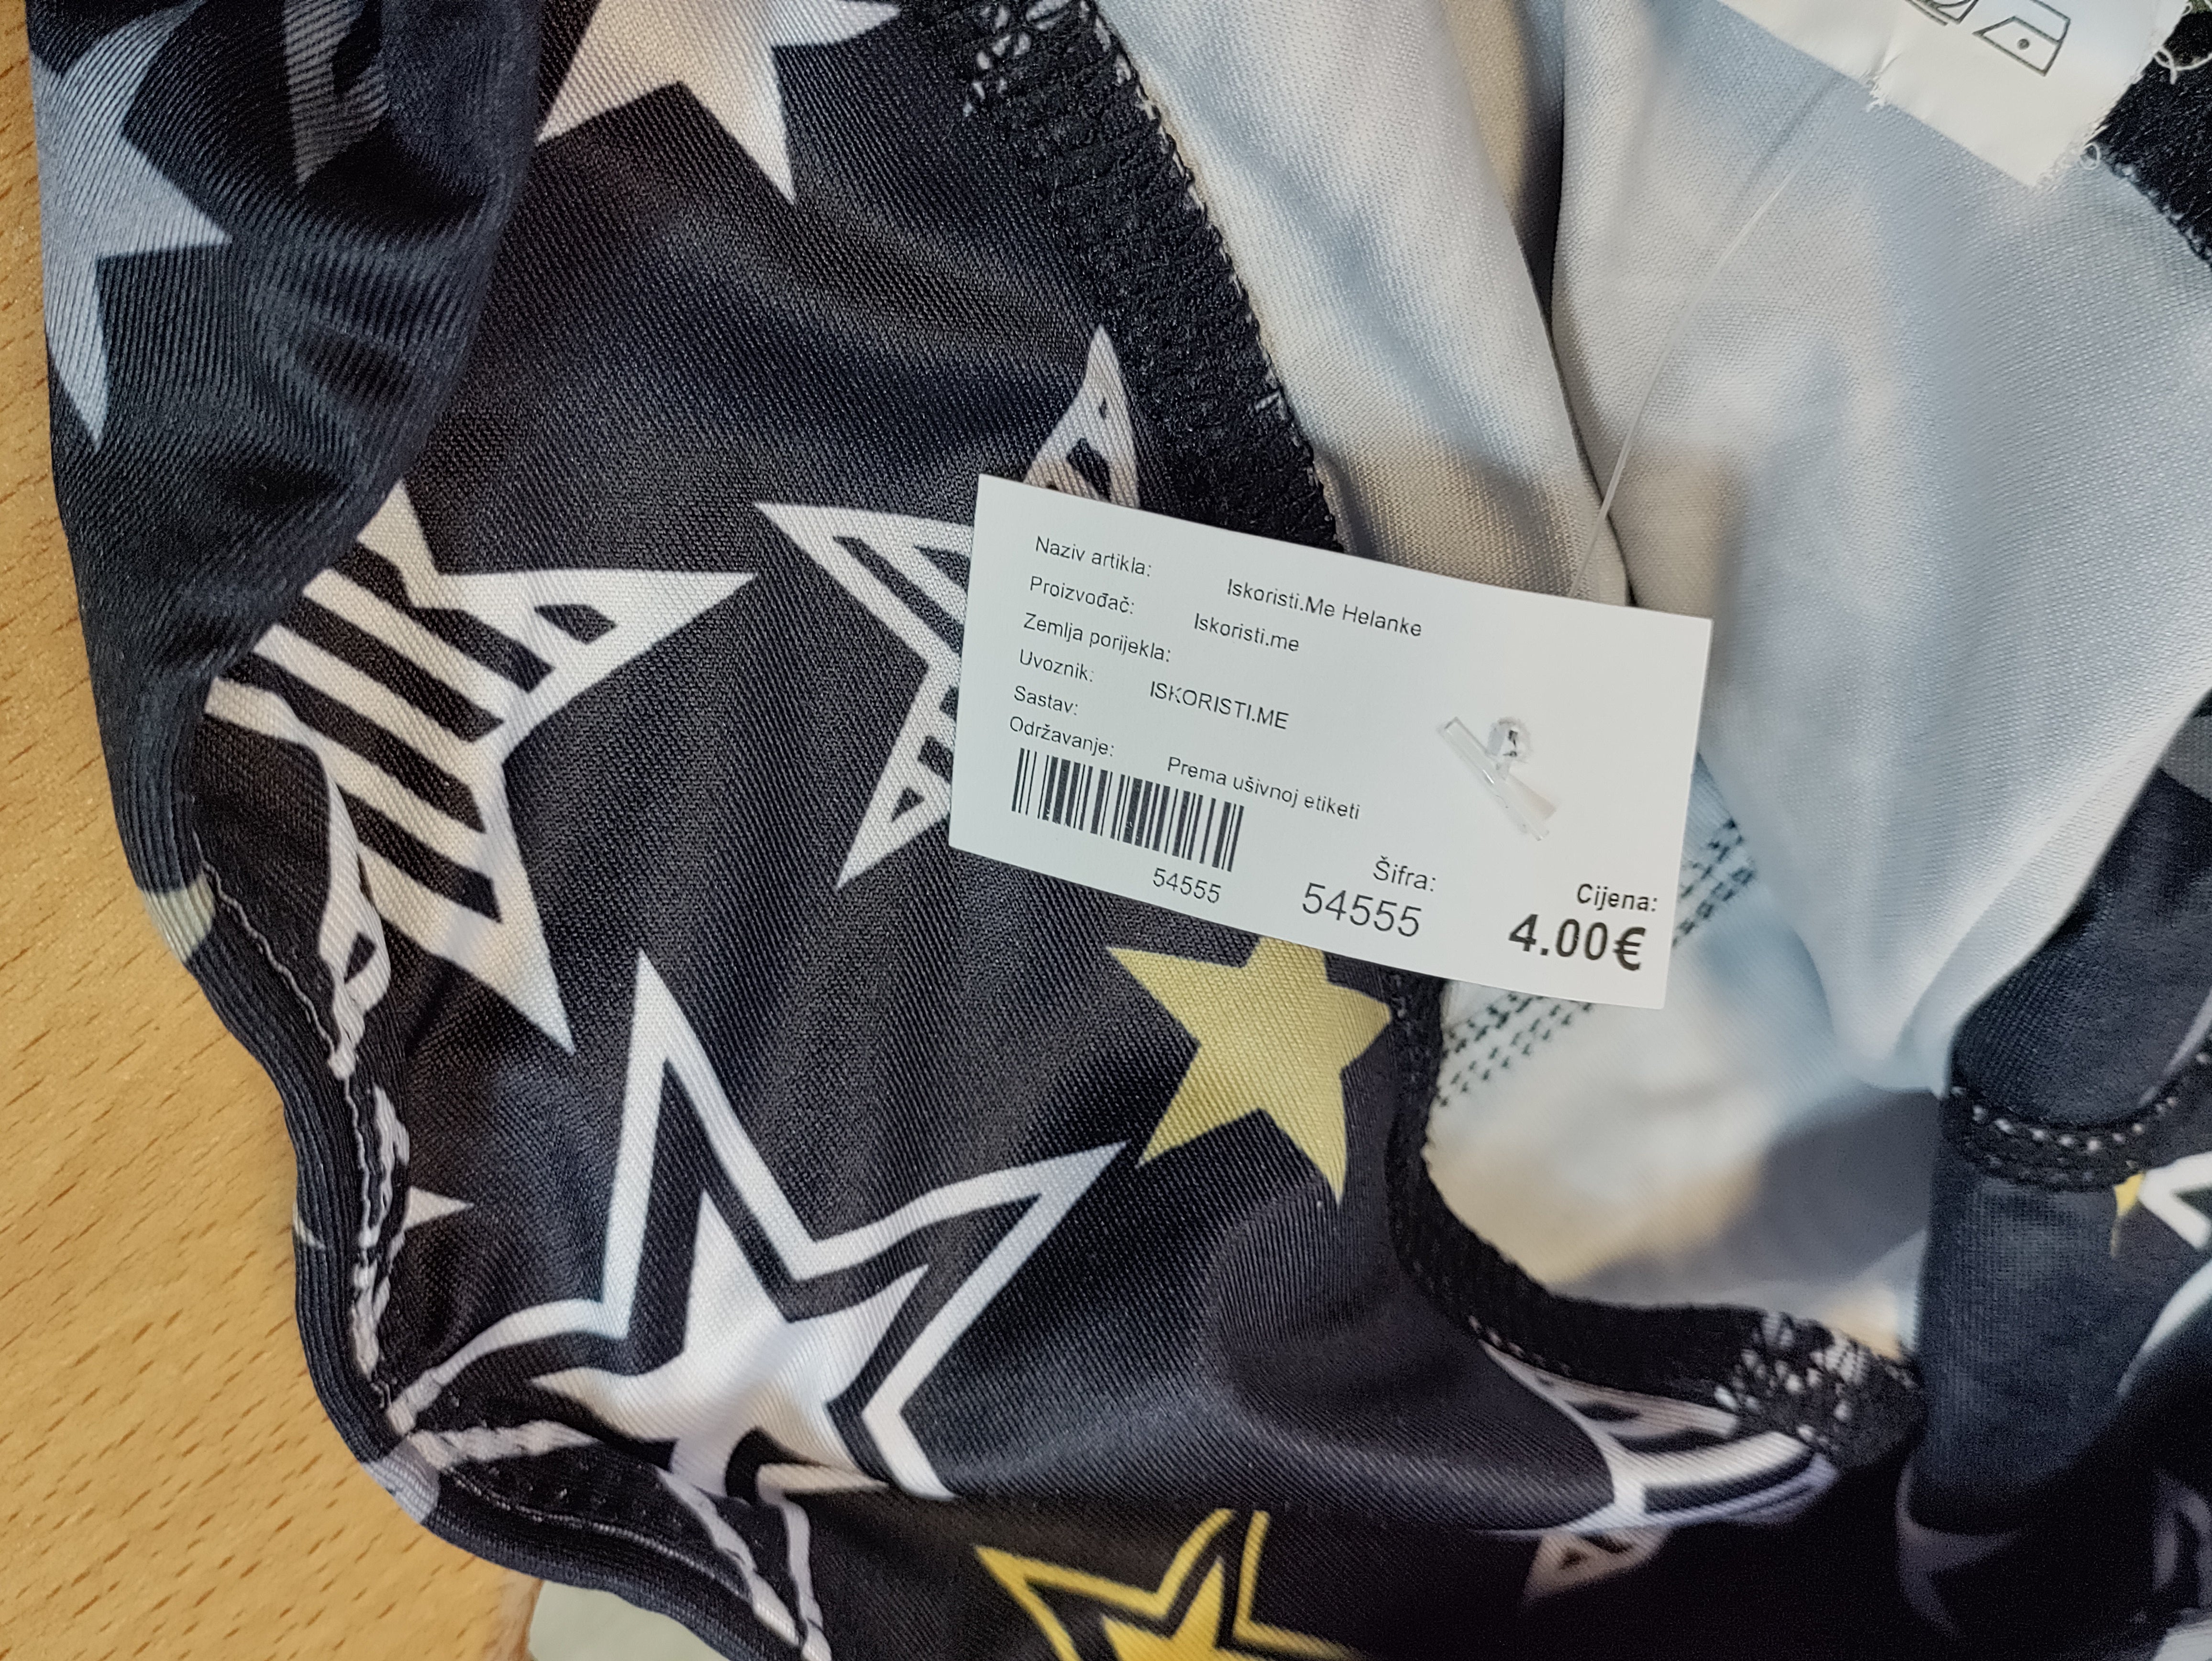 Naziv artikla: Iskoristi.Me Helanke
Proizvođač: Iskoristi.me
Zemlja porijekla:
Uvoznik: ISKORISTI.ME
Sastav:
Održavanje: Prema ušivnoj etiketi
54555
Šifra:
54555
Cijena:
4.00€